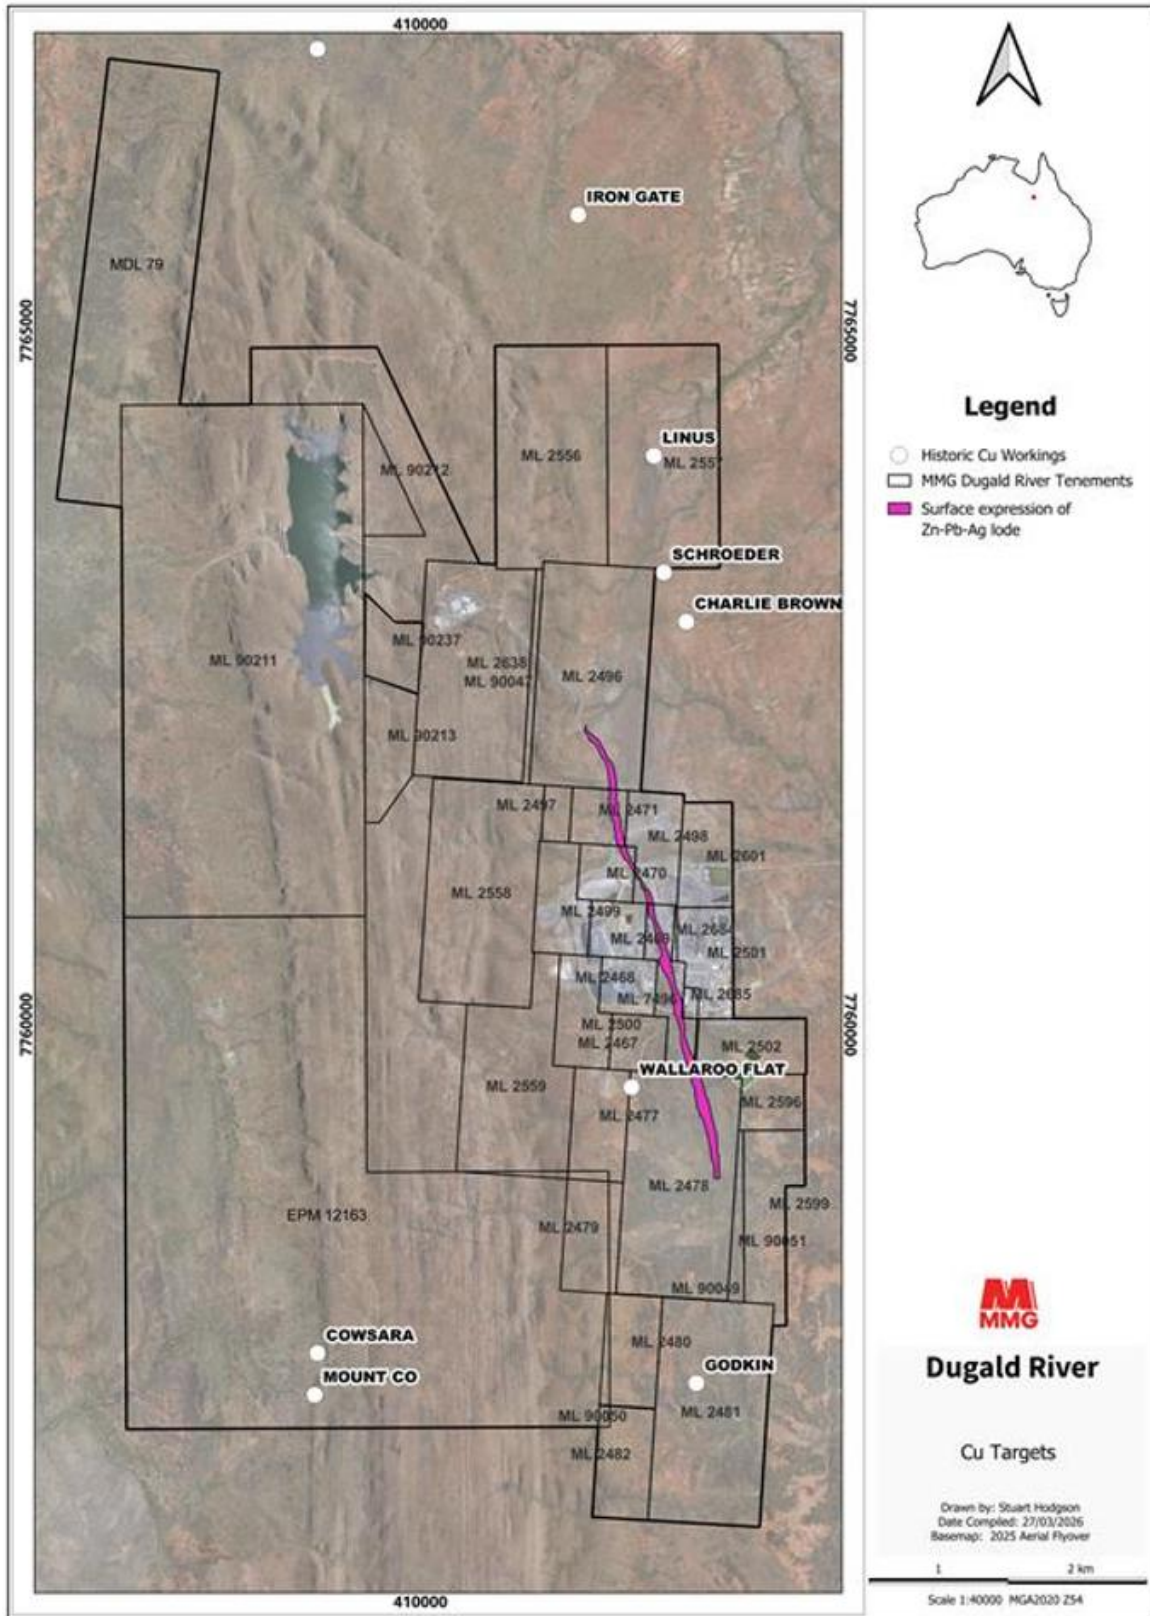 410000
IRON GATE
MDL 79
7765000
7765000
LINUS
ML 2556
ML 2557
ML 90212
SCHROEDER
CHARLIE BROWN
ML 90237
ML 90211
ML 2638
ML 90047
ML 2496
ML 90213
ML 2497
ML 2471
ML 2498
ML 2601
ML 2470
ML 2558
ML 2499
ML 2684
ML 2501
ML 2468
ML 2685
7760000
7760000
ML 2500
ML 2467
ML 2502
WALLAROO FLAT
ML 2559
ML 2596
ML 2477
ML 2478
ML 2599
EPM 12163
ML 2479
ML 90051
ML 90049
COWSARA
MOUNT CO
ML 2480
GODKIN
ML 90050
ML 2481
ML 2482
410000
Legend
Historic Cu Workings
MMG Dugald River Tenements
Surface expression of
Zn-Pb-Ag lode
MMG
Dugald River
Cu Targets
Drawn by: Stuart Hodgson
Date Compiled: 27/03/2026
Basemap: 2025 Aerial Flyover
1 2 km
Scale 1:40000 MGA2020 Z54